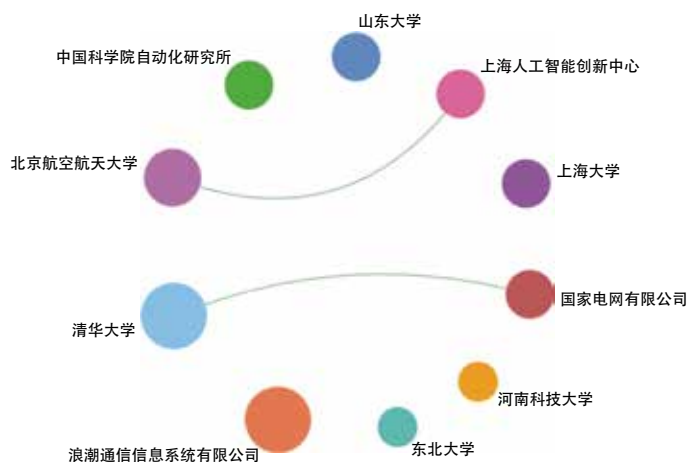 山东大学
中国科学院自动化研究所
上海人工智能创新中心
北京航空航天大学
上海大学
国家电网有限公司
清华大学
河南科技大学
东北大学
浪潮通信信息系统有限公司